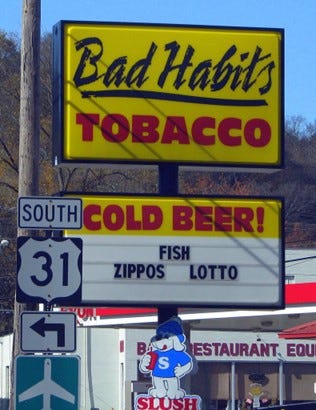 Bad Habits
TOBACCO
SOUTH
COLD BEER!
FISH
ZIPPOS LOTTO
31
RESTAURANT EQU
S
SLUSH